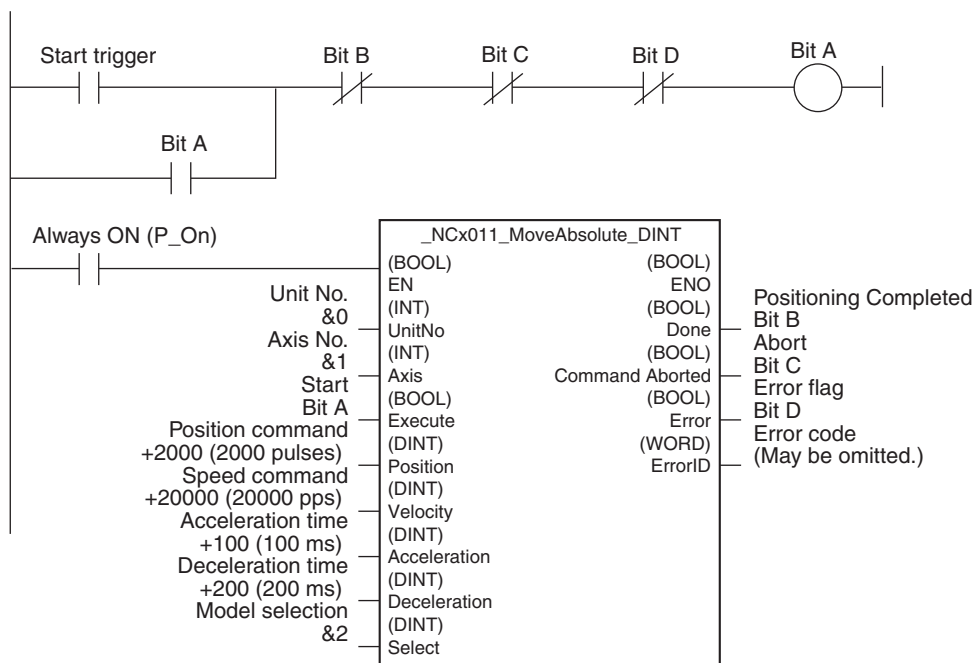 Start trigger
Bit B
Bit C
Bit D
Bit A
Bit A
Always ON (P_On)
_NCx011_MoveAbsolute_DINT
(BOOL)
(BOOL)
EN
ENO
Unit No.
&0
(INT)
UnitNo
(BOOL)
Done
Positioning Completed
Bit B
Axis No.
&1
(INT)
Axis
(BOOL)
Command Aborted
Abort
Bit C
Start
Bit A
(BOOL)
Execute
(BOOL)
Error
Error flag
Bit D
Position command
+2000 (2000 pulses)
(DINT)
Position
(WORD)
ErrorID
Error code
(May be omitted.)
Speed command
+20000 (20000 pps)
(DINT)
Velocity
Acceleration time
+100 (100 ms)
(DINT)
Acceleration
Deceleration time
+200 (200 ms)
(DINT)
Deceleration
Model selection
&2
(DINT)
Select